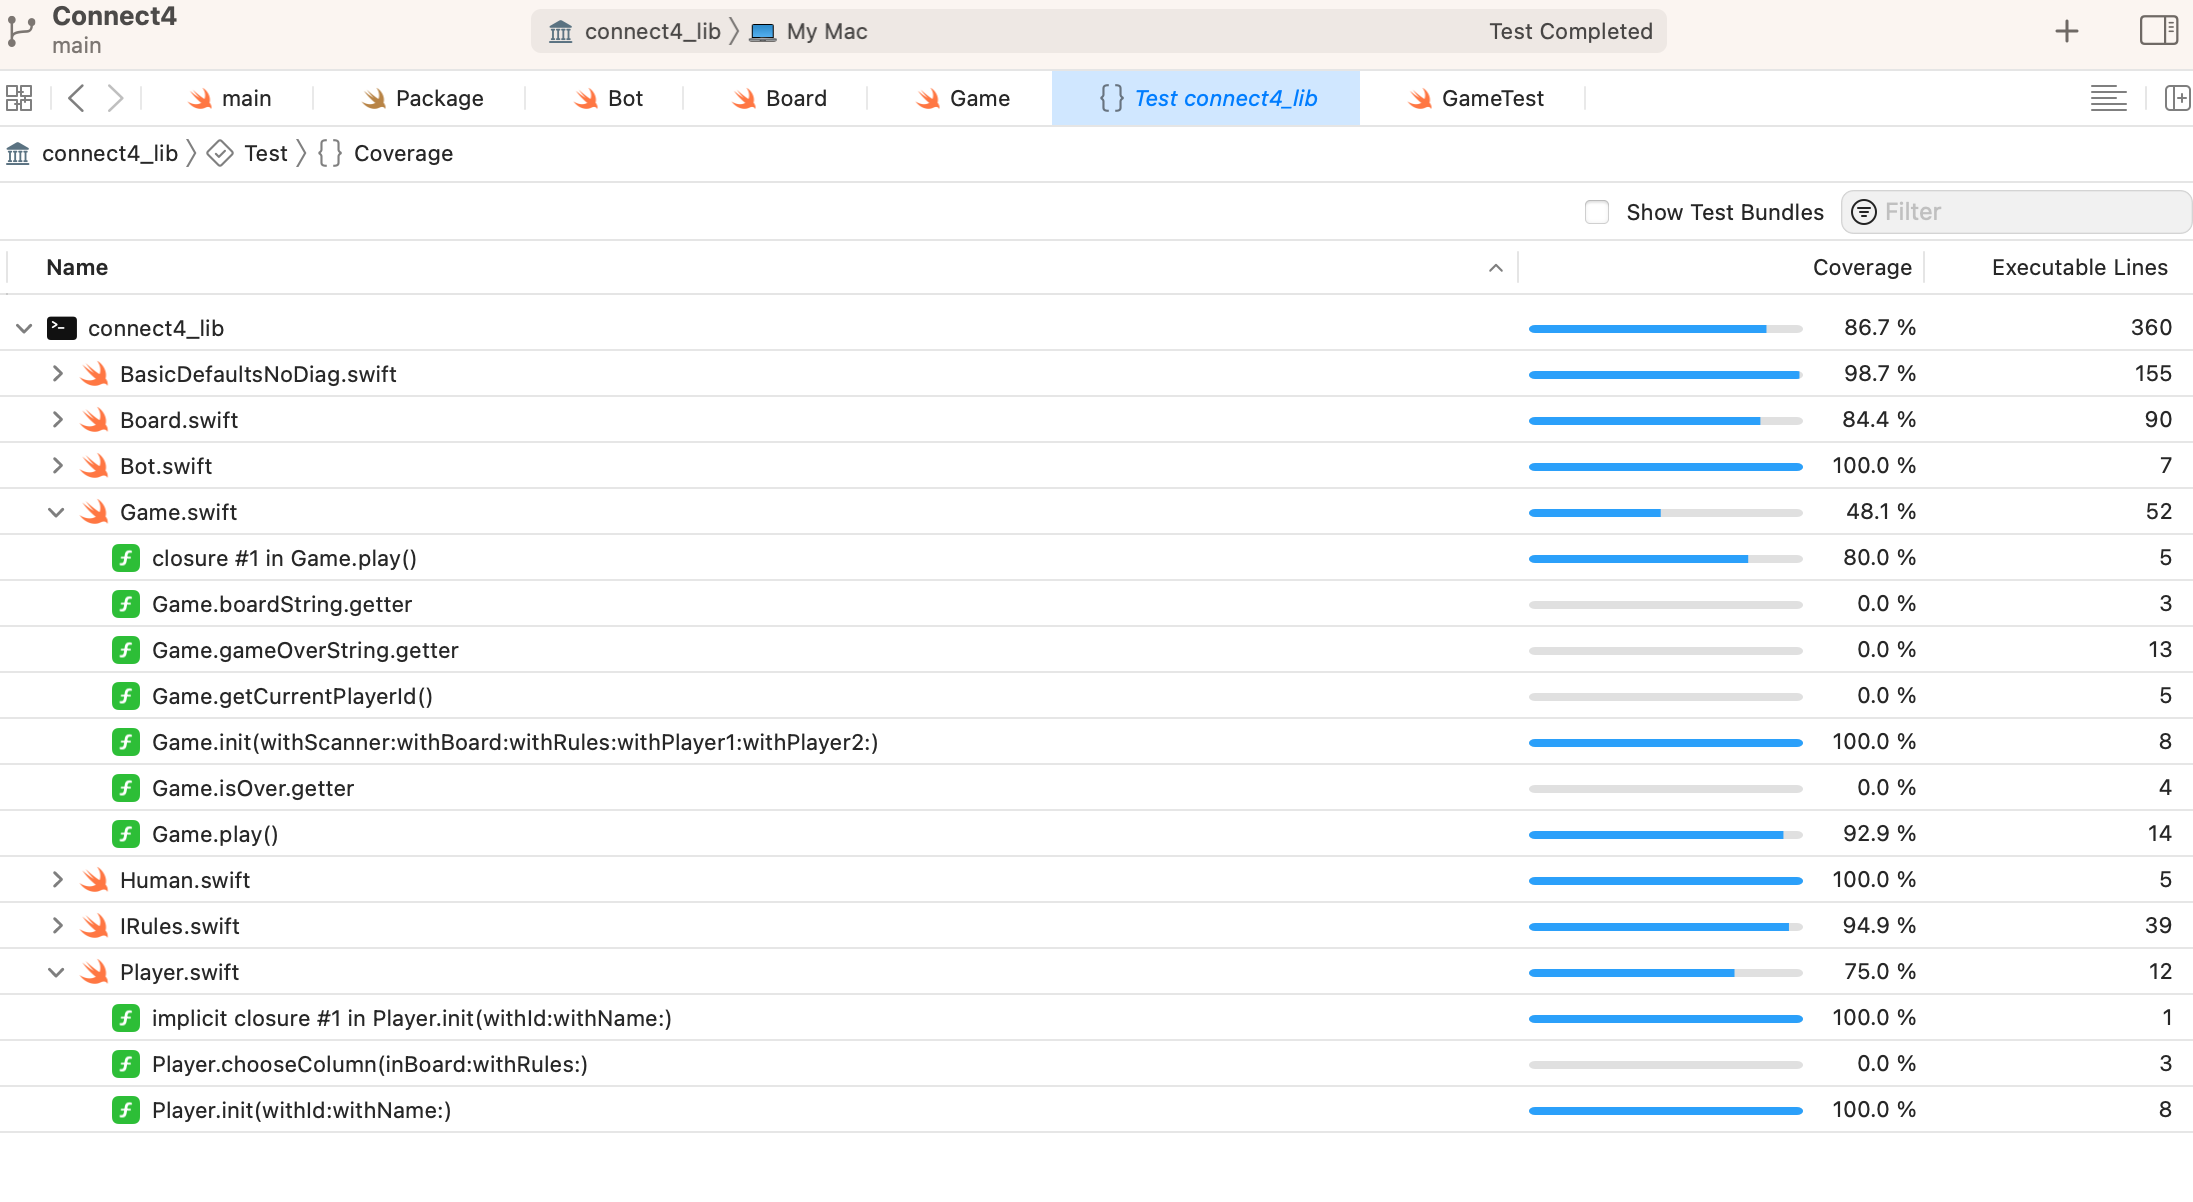 Connect4
main
connect4_lib My Mac Test Completed
main Package Bot Board Game {} Test connect4_lib GameTest
connect4_lib Test {} Coverage
Show Test Bundles Filter
Name Coverage Executable Lines
connect4_lib 86.7 % 360
BasicDefaultsNoDiag.swift 98.7 % 155
Board.swift 84.4 % 90
Bot.swift 100.0 % 7
Game.swift 48.1 % 52
closure #1 in Game.play() 80.0 % 5
Game.boardString.getter 0.0 % 3
Game.gameOverString.getter 0.0 % 13
Game.getCurrentPlayerId() 0.0 % 5
Game.init(withScanner:withBoard:withRules:withPlayer1:withPlayer2:) 100.0 % 8
Game.isOver.getter 0.0 % 4
Game.play() 92.9 % 14
Human.swift 100.0 % 5
IRules.swift 94.9 % 39
Player.swift 75.0 % 12
implicit closure #1 in Player.init(withId:withName:) 100.0 % 1
Player.chooseColumn(inBoard:withRules:) 0.0 % 3
Player.init(withId:withName:) 100.0 % 8